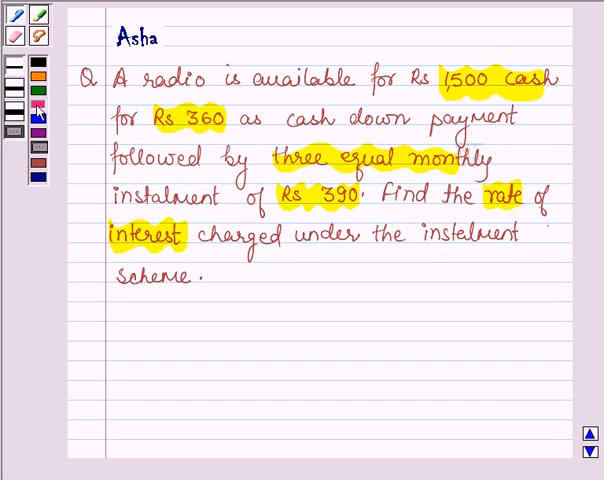 Asha
Q A radio is available for Rs 1,500 cash
for Rs 360 as cash down payment
followed by three equal monthly
instalment of Rs 390. Find the rate of
interest charged under the instalment
scheme.